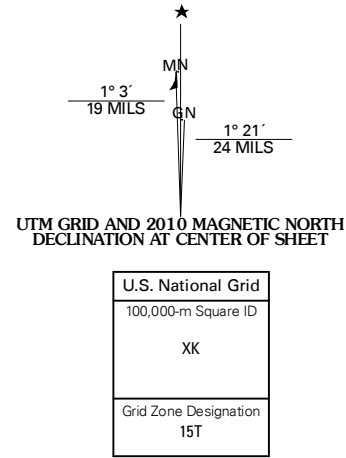 ★
MN
1° 3´
19 MILS
GN
1° 21´
24 MILS
UTM GRID AND 2010 MAGNETIC NORTH
DECLINATION AT CENTER OF SHEET
U.S. National Grid
100,000-m Square ID
XK
Grid Zone Designation
15T